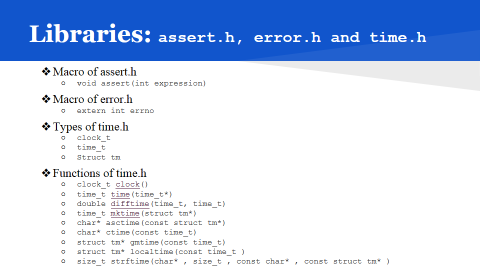 Libraries: assert.h, error.h and time.h
❖Macro of assert.h
o void assert(int expression)
❖Macro of error.h
o extern int errno
❖Types of time.h
o clock_t
o time_t
o Struct tm
❖Functions of time.h
o clock_t clock()
o time_t time(time_t*)
o double difftime(time_t, time_t)
o time_t mktime(struct tm*)
o char* asctime(const struct tm*)
o char* ctime(const time_t)
o struct tm* gmtime(const time_t)
o struct tm* localtime(const time_t )
o size_t strftime(char* , size_t , const char* , const struct tm* )